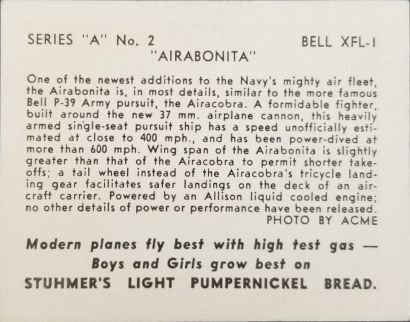 SERIES "A" No. 2 BELL XFL-1
"AIRABONITA"
One of the newest additions to the Navy's mighty air fleet,
the Airabonita is, in most details, similar to the more famous
Bell P-39 Army pursuit, the Airacobra. A formidable fighter,
built around the new 37 mm. airplane cannon, this heavily
armed single-seat pursuit ship has a speed unofficially esti-
mated at close to 400 mph., and has been power-dived at
more than 600 mph. Wing span of the Airabonita is slightly
greater than that of the Airacobra to permit shorter take-
offs; a tail wheel instead of the Airacobra's tricycle land-
ing gear facilitates safer landings on the deck of an air-
craft carrier. Powered by an Allison liquid cooled engine;
no other details of power or performance have been released.
PHOTO BY ACME
Modern planes fly best with high test gas —
Boys and Girls grow best on
STUHMER'S LIGHT PUMPERNICKEL BREAD.